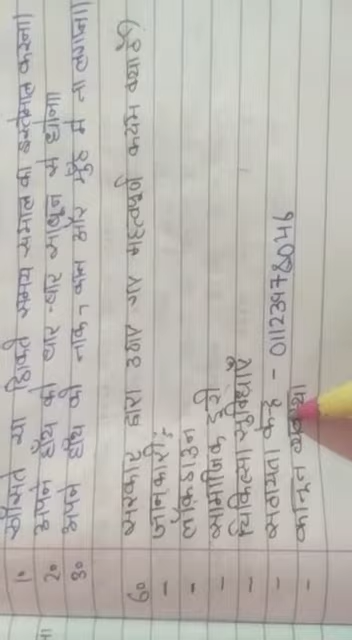 1. खाँसते या छिंकते समय रुमाल का इस्तेमाल करना।
2. अपने हाँथ को बार-बार साबुन से धोना
3. अपने हाँथ को नाक, कान और मुँह में ना लगाना।
6. सरकार द्वारा उठाए गए महत्वपूर्ण कदम क्या है?
- जानकारी :
- लॉकडाउन
- सामाजिक दूरी
- चिकित्सा सुविधाएँ
- सहायता केन्द्र - 01123978046
- कानून व्यवस्था